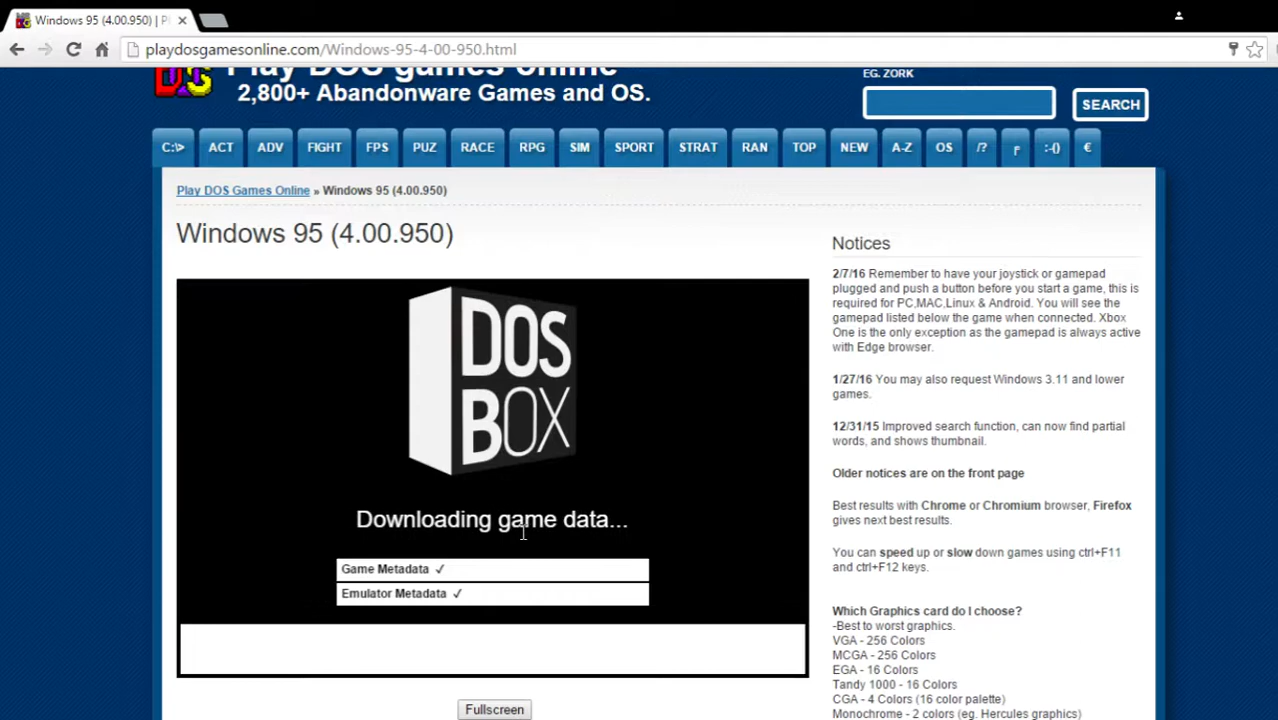 Windows 95 (4.00.950) | Pl
playdosgamesonline.com/Windows-95-4-00-950.html
Play DOS games online
2,800+ Abandonware Games and OS.
EG. ZORK
SEARCH
C:\> ACT ADV FIGHT FPS PUZ RACE RPG SIM SPORT STRAT RAN TOP NEW A-Z OS /? ╒ :-() €
Play DOS Games Online » Windows 95 (4.00.950)
Windows 95 (4.00.950)
DOS
BOX
Downloading game data...
Game Metadata ✓
Emulator Metadata ✓
Fullscreen
Notices
2/7/16 Remember to have your joystick or gamepad
plugged and push a button before you start a game, this is
required for PC,MAC,Linux & Android. You will see the
gamepad listed below the game when connected. Xbox
One is the only exception as the gamepad is always active
with Edge browser.
1/27/16 You may also request Windows 3.11 and lower
games.
12/31/15 Improved search function, can now find partial
words, and shows thumbnail.
Older notices are on the front page
Best results with Chrome or Chromium browser, Firefox
gives next best results.
You can speed up or slow down games using ctrl+F11
and ctrl+F12 keys.
Which Graphics card do I choose?
-Best to worst graphics.
VGA - 256 Colors
MCGA - 256 Colors
EGA - 16 Colors
Tandy 1000 - 16 Colors
CGA - 4 Colors (16 color palette)
Monochrome - 2 colors (eg. Hercules graphics)